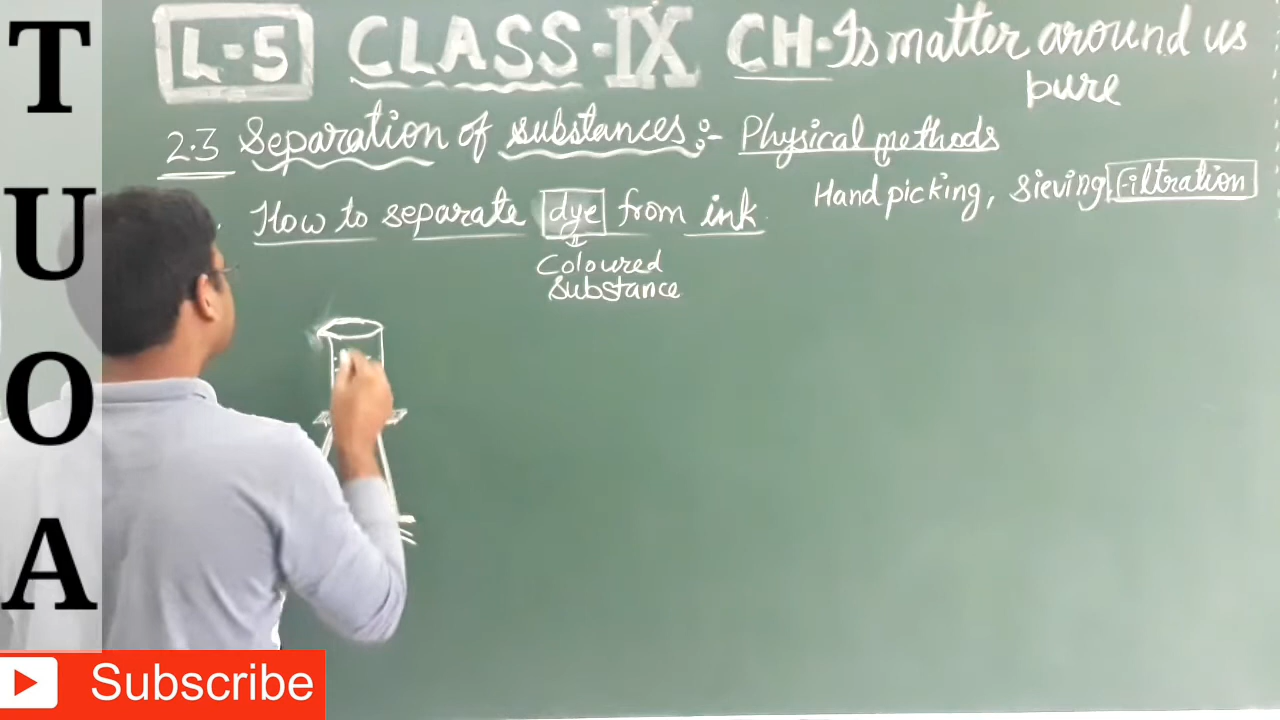 L-5 CLASS-IX CH-Is matter around us
pure
2.3 Separation of substances:- Physical methods
Hand picking, Sieving, Filtration
How to separate dye from ink.
Coloured
Substance
TUOA
Subscribe